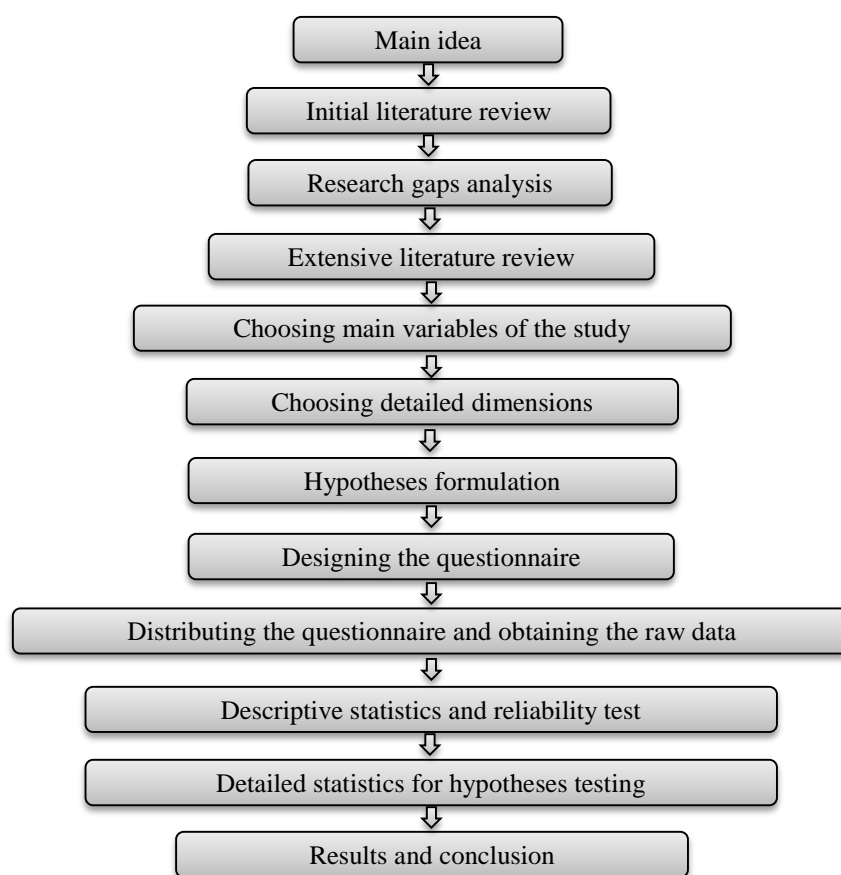 Main idea
Initial literature review
Research gaps analysis
Extensive literature review
Choosing main variables of the study
Choosing detailed dimensions
Hypotheses formulation
Designing the questionnaire
Distributing the questionnaire and obtaining the raw data
Descriptive statistics and reliability test
Detailed statistics for hypotheses testing
Results and conclusion